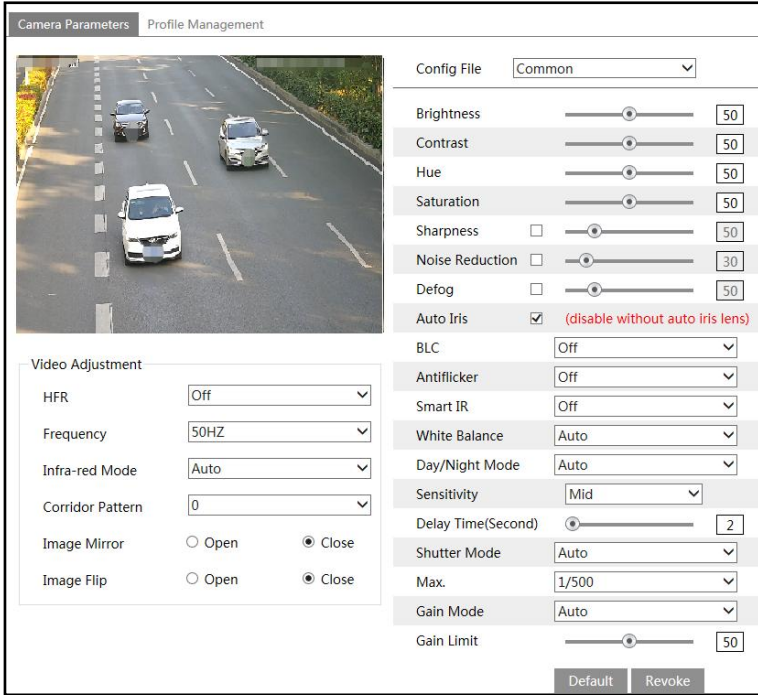 Camera Parameters Profile Management
Config File Common
Brightness 50
Contrast 50
Hue 50
Saturation 50
Sharpness 50
Noise Reduction 30
Defog 50
Auto Iris (disable without auto iris lens)
BLC Off
Antiflicker Off
Smart IR Off
White Balance Auto
Day/Night Mode Auto
Sensitivity Mid
Delay Time(Second) 2
Shutter Mode Auto
Max. 1/500
Gain Mode Auto
Gain Limit 50
Default Revoke
Video Adjustment
HFR Off
Frequency 50HZ
Infra-red Mode Auto
Corridor Pattern 0
Image Mirror Open Close
Image Flip Open Close